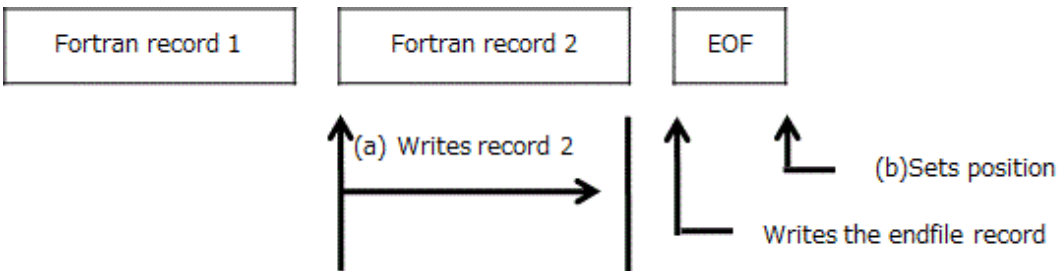 Fortran record 1
Fortran record 2
EOF
(a) Writes record 2
(b)Sets position
Writes the endfile record